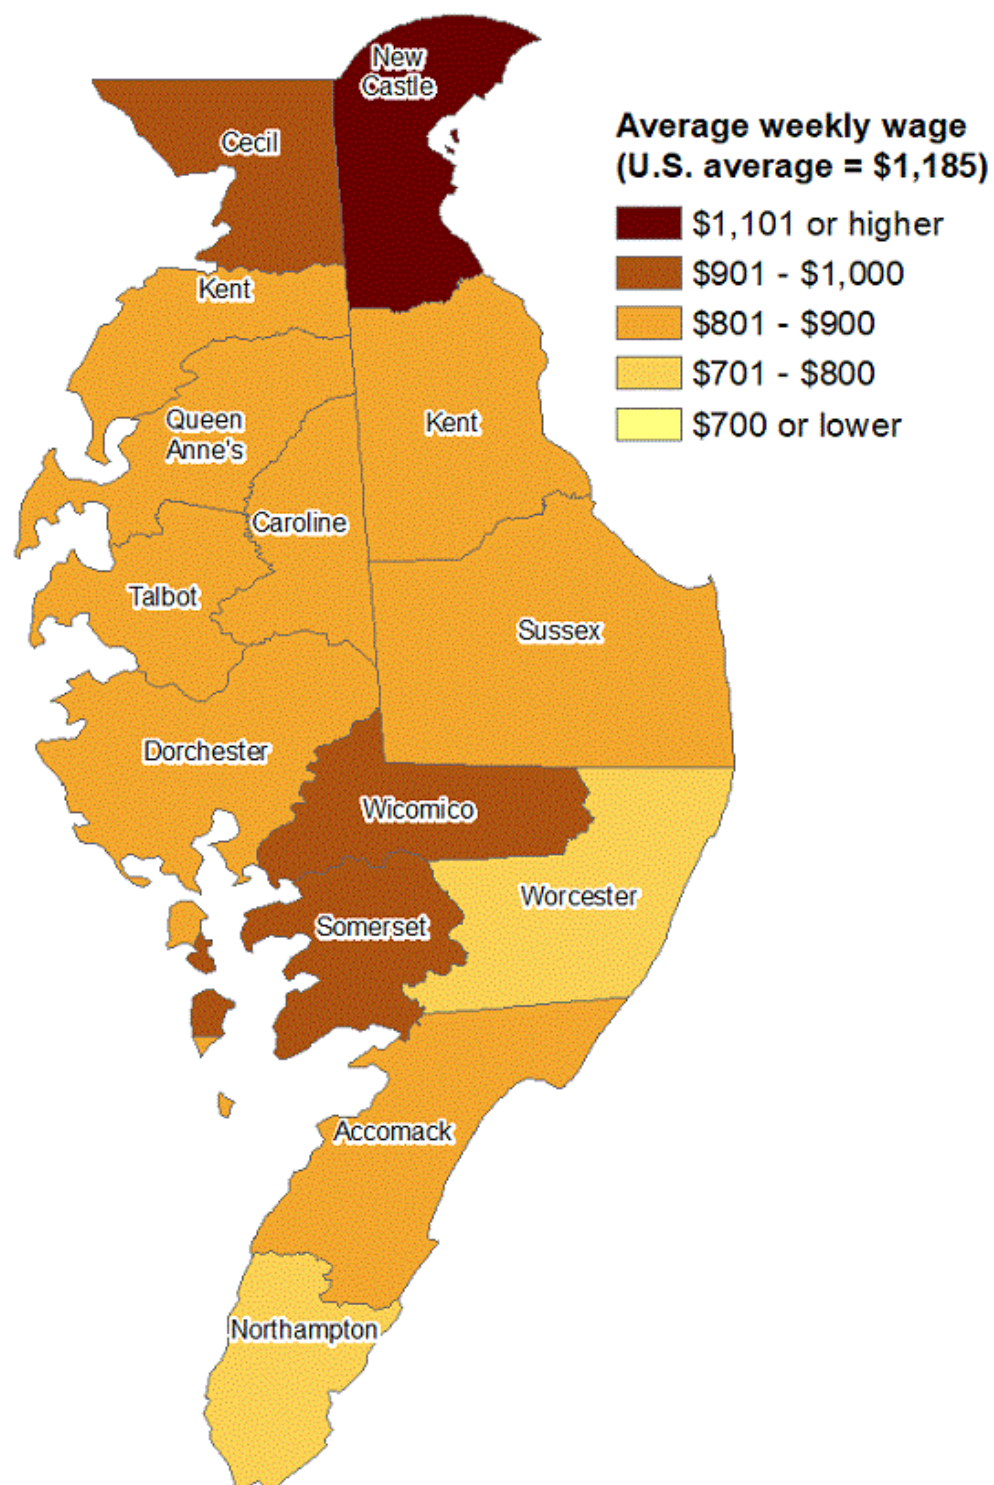 New
Castle
Cecil
Average weekly wage
(U.S. average = $1,185)
$1,101 or higher
$901 - $1,000
$801 - $900
$701 - $800
$700 or lower
Kent
Queen
Anne's
Kent
Caroline
Talbot
Sussex
Dorchester
Wicomico
Worcester
Somerset
Accomack
Northampton